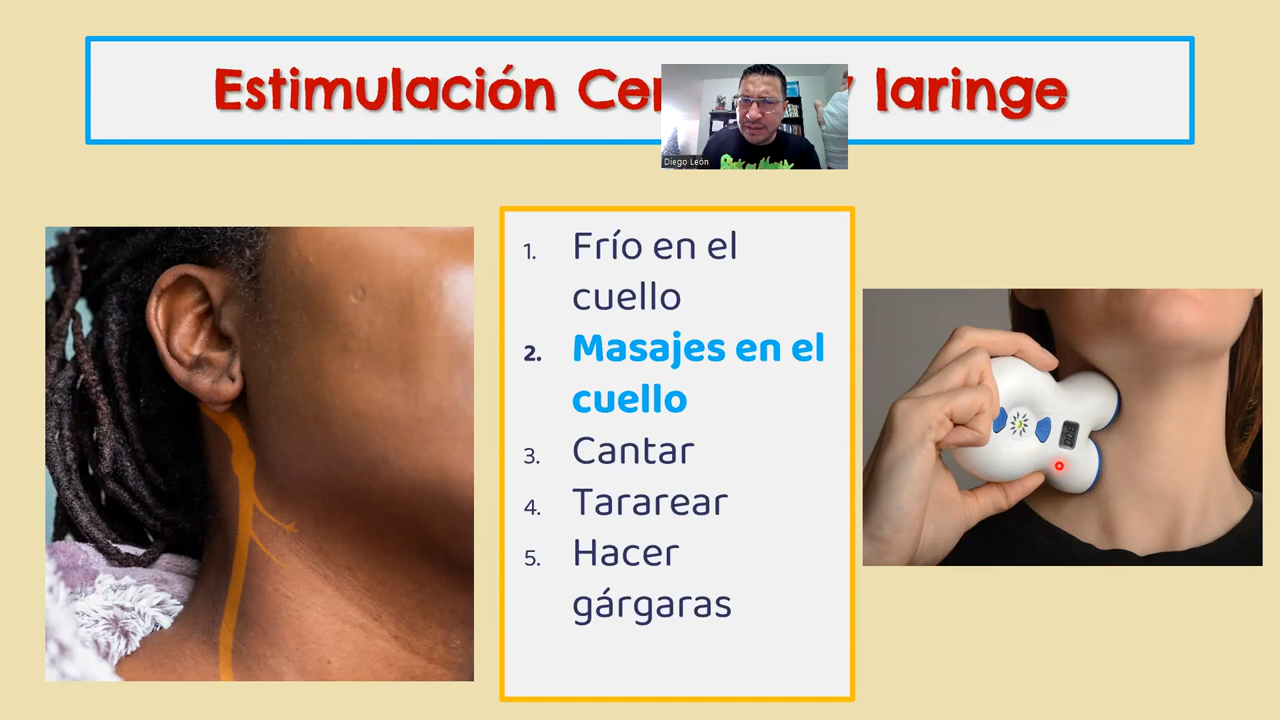 Estimulación laringe
Diego León
1. Frío en el
cuello
2. Masajes en el
cuello
3. Cantar
4. Tararear
5. Hacer
gárgaras